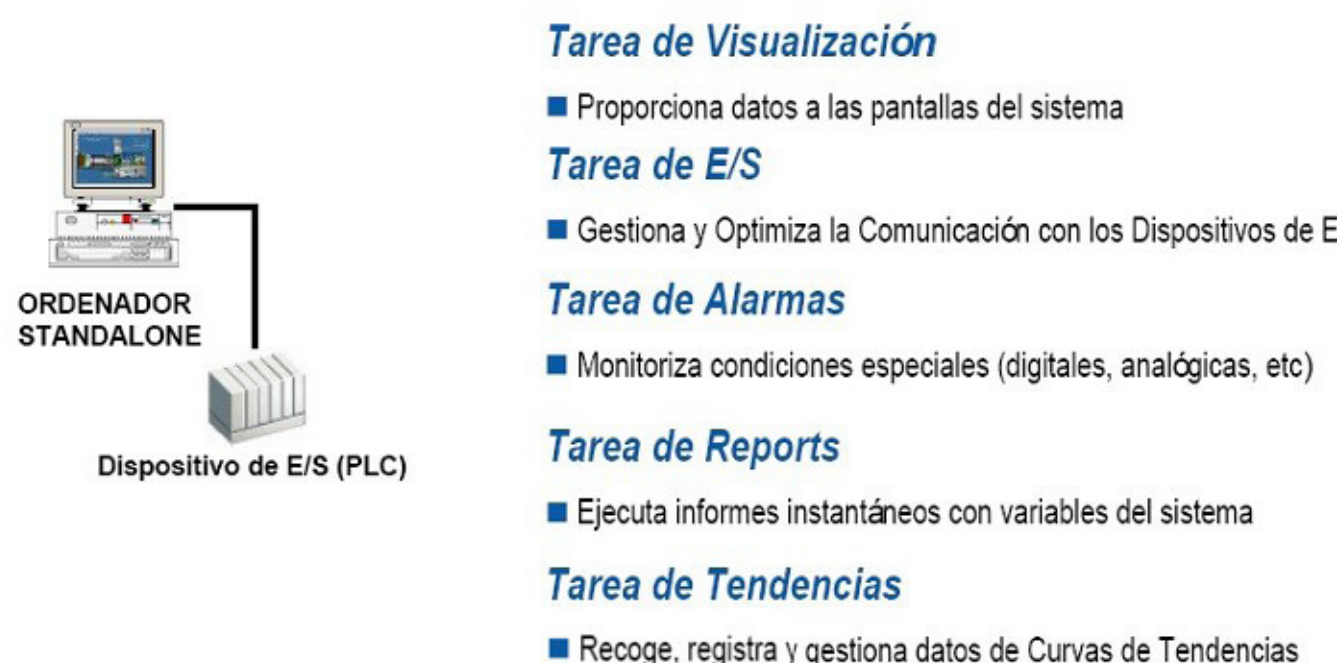 ORDENADOR
STANDALONE
Dispositivo de E/S (PLC)
Tarea de Visualización
Proporciona datos a las pantallas del sistema
Tarea de E/S
Gestiona y Optimiza la Comunicación con los Dispositivos de E
Tarea de Alarmas
Monitoriza condiciones especiales (digitales, analógicas, etc)
Tarea de Reports
Ejecuta informes instantáneos con variables del sistema
Tarea de Tendencias
Recoge, registra y gestiona datos de Curvas de Tendencias